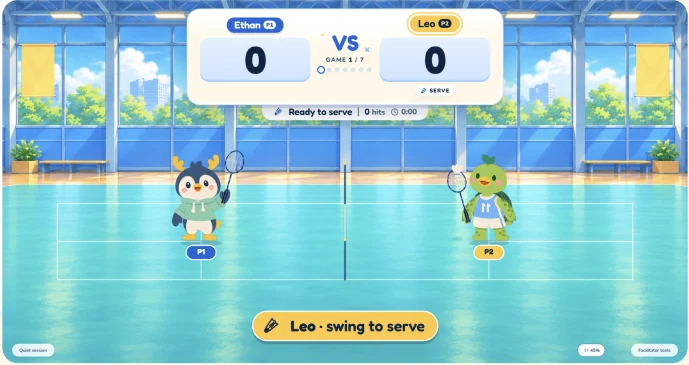 Ethan P1
Leo P2
0
VS
0
GAME 1 / 7
SERVE
Ready to serve | 0 hits 0:00
P1
P2
Leo · swing to serve
Quiet session
45%
Facilitator tools